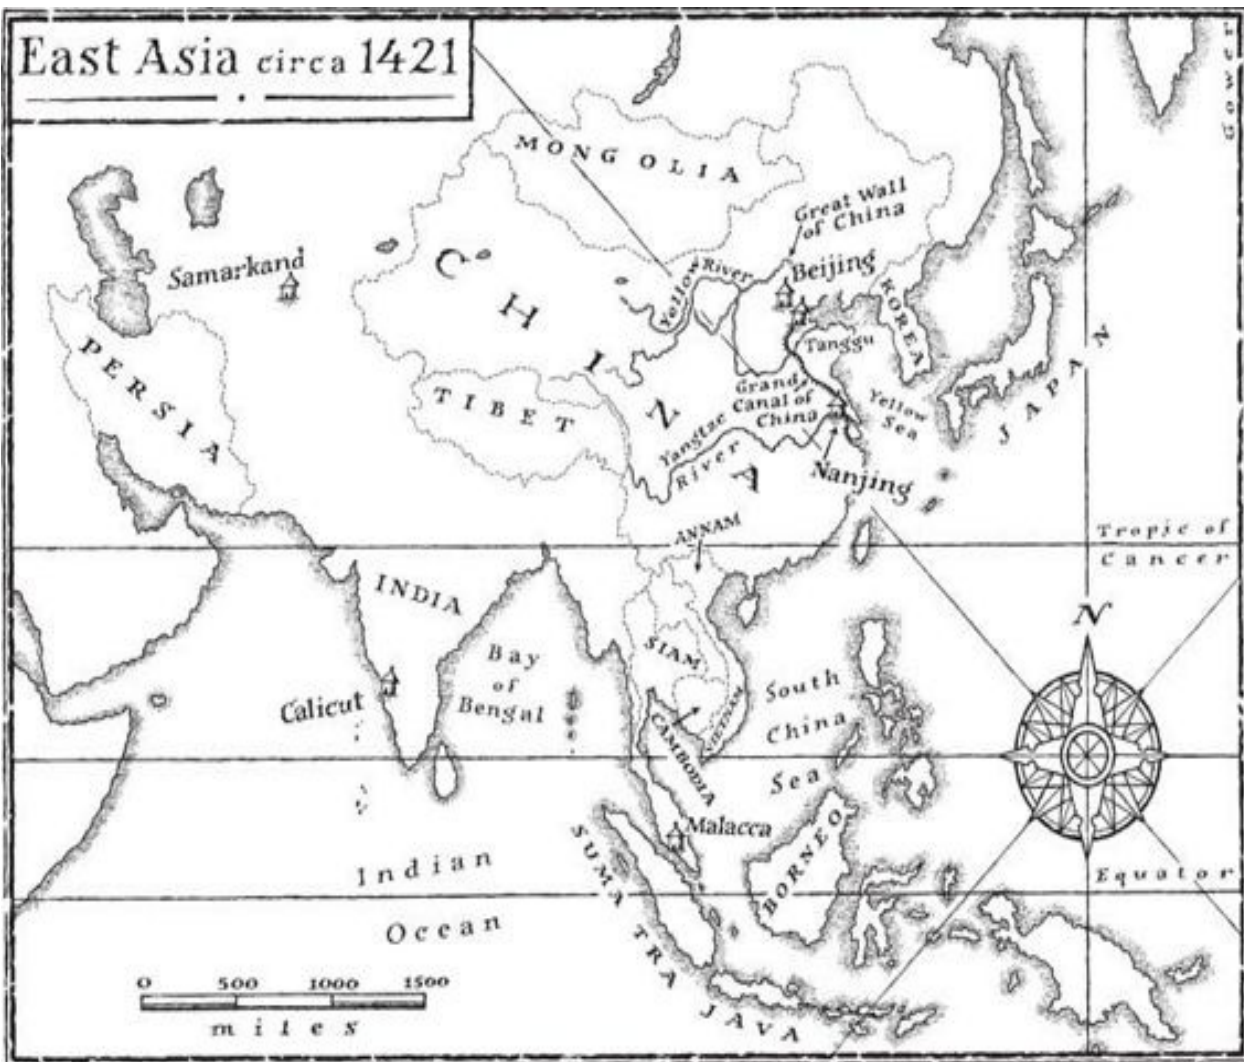 East Asia circa 1421
Gower
MONGOLIA
Great Wall
of China
Samarkand
CHINA
Yellow River
Beijing
KOREA
PERSIA
Tanggu
JAPAN
TIBET
Grand
Canal of
China
Yellow
Sea
Yangtze
River
Nanjing
ANNAM
Tropic of
Cancer
INDIA
N
SIAM
Bay
of
Bengal
South
China
Sea
Calicut
VIETNAM
CAMBODIA
Malacca
SUMATRA
BORNEO
Indian
Ocean
Equator
0 500 1000 1500
miles
JAVA